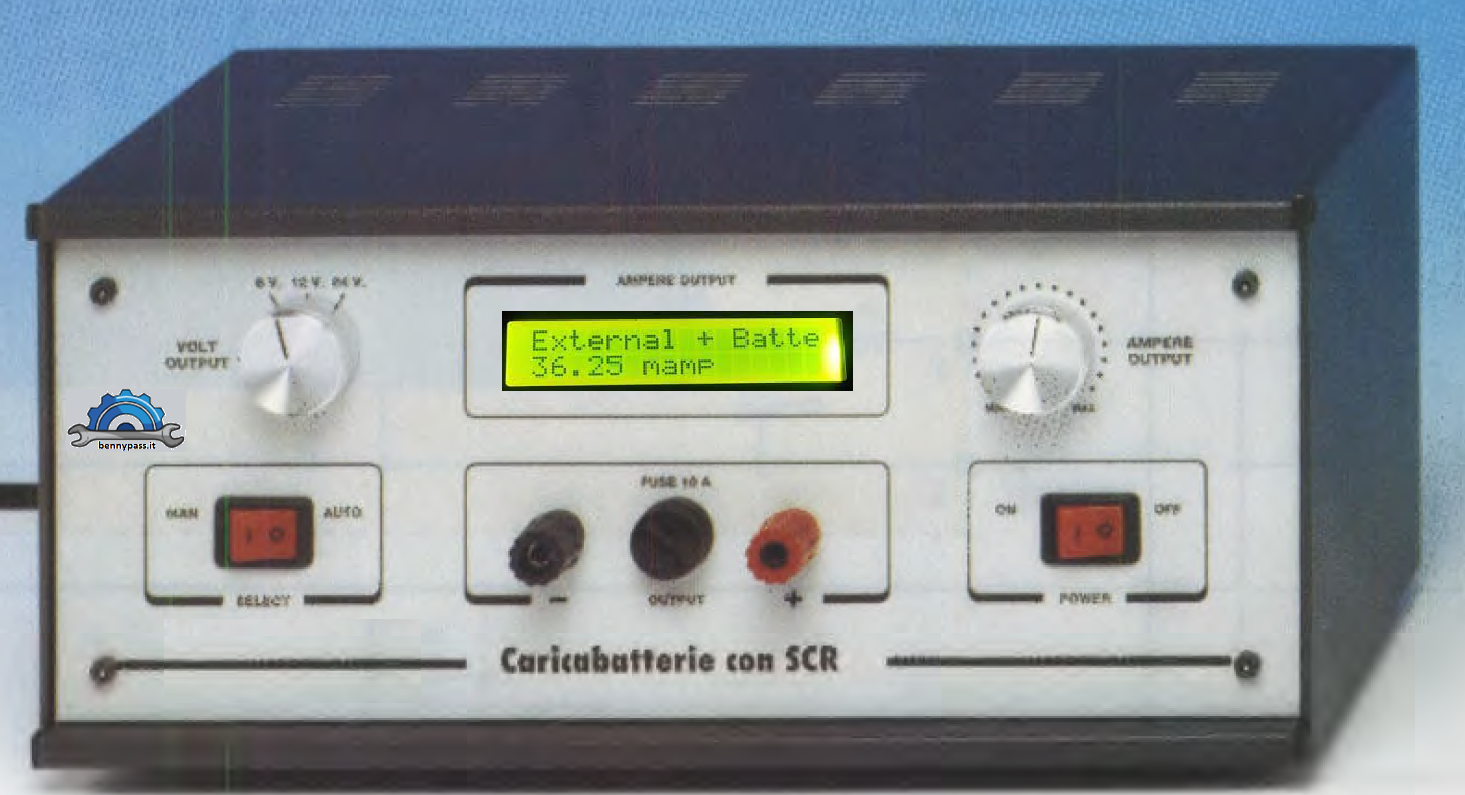 6 V. 12 V. 24 V.
VOLT
OUTPUT
AMPERE OUTPUT
External + Batte
36.25 mamp
AMPERE
OUTPUT
MIN MAX
bennypass.it
MAN AUTO
I O
SELECT
FUSE 10 A
- OUTPUT +
ON OFF
I O
POWER
Caricabatterie con SCR